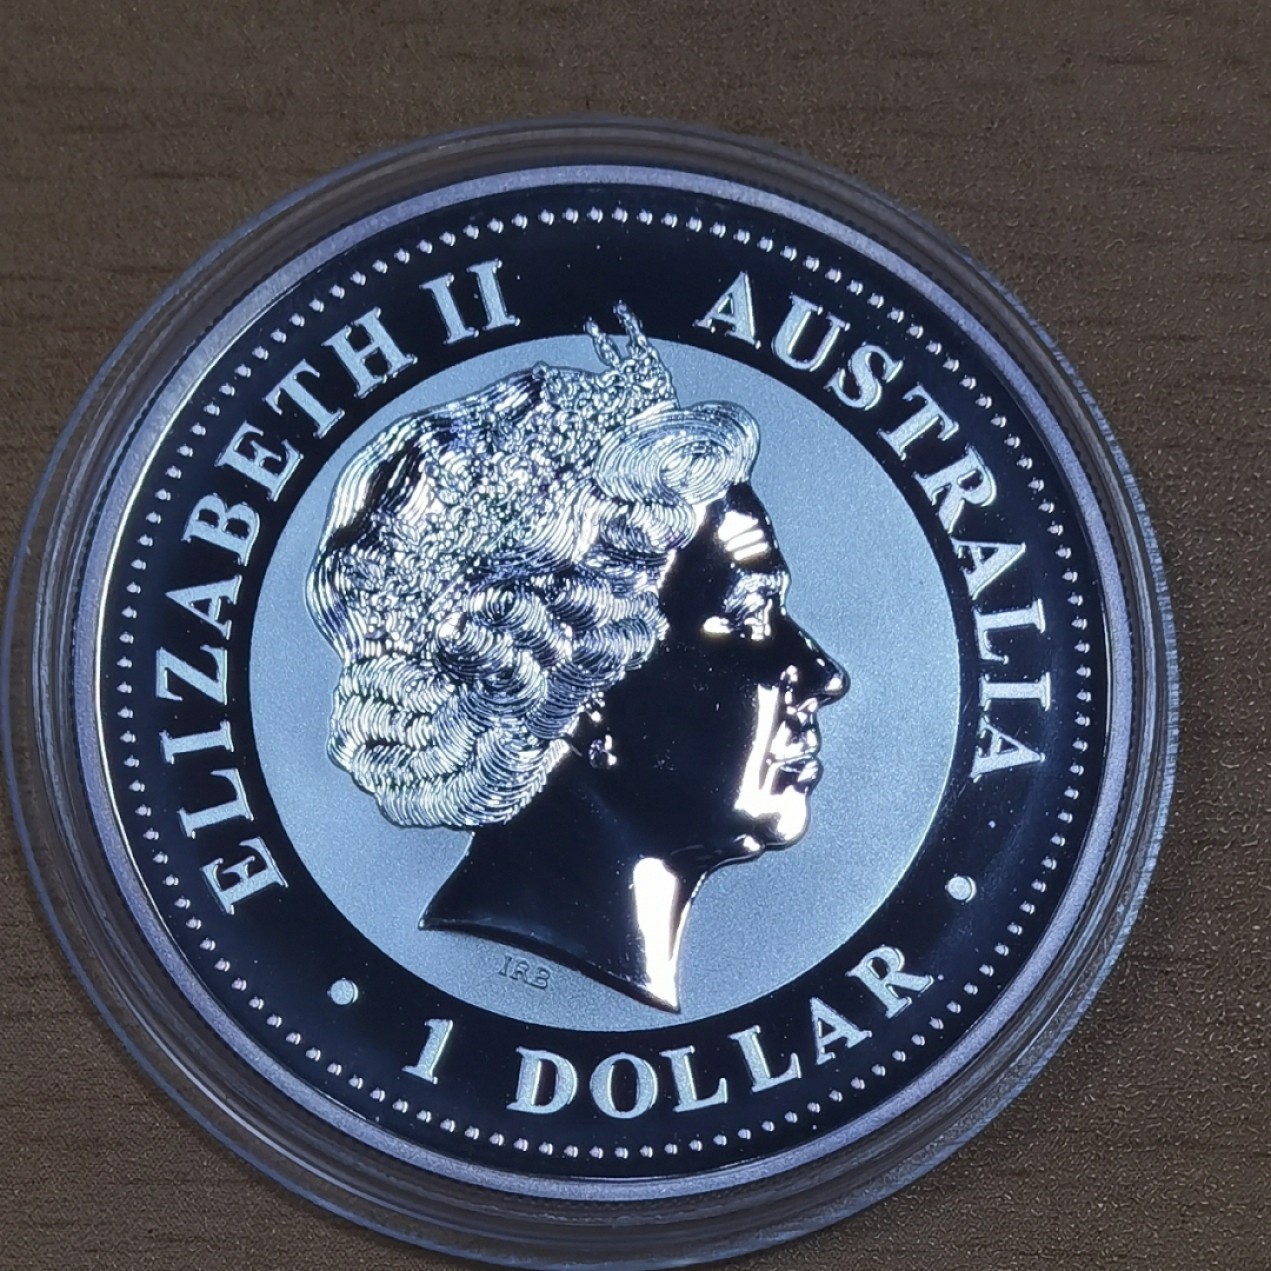 ELIZABETH II
AUSTRALIA
1 DOLLAR
IRB